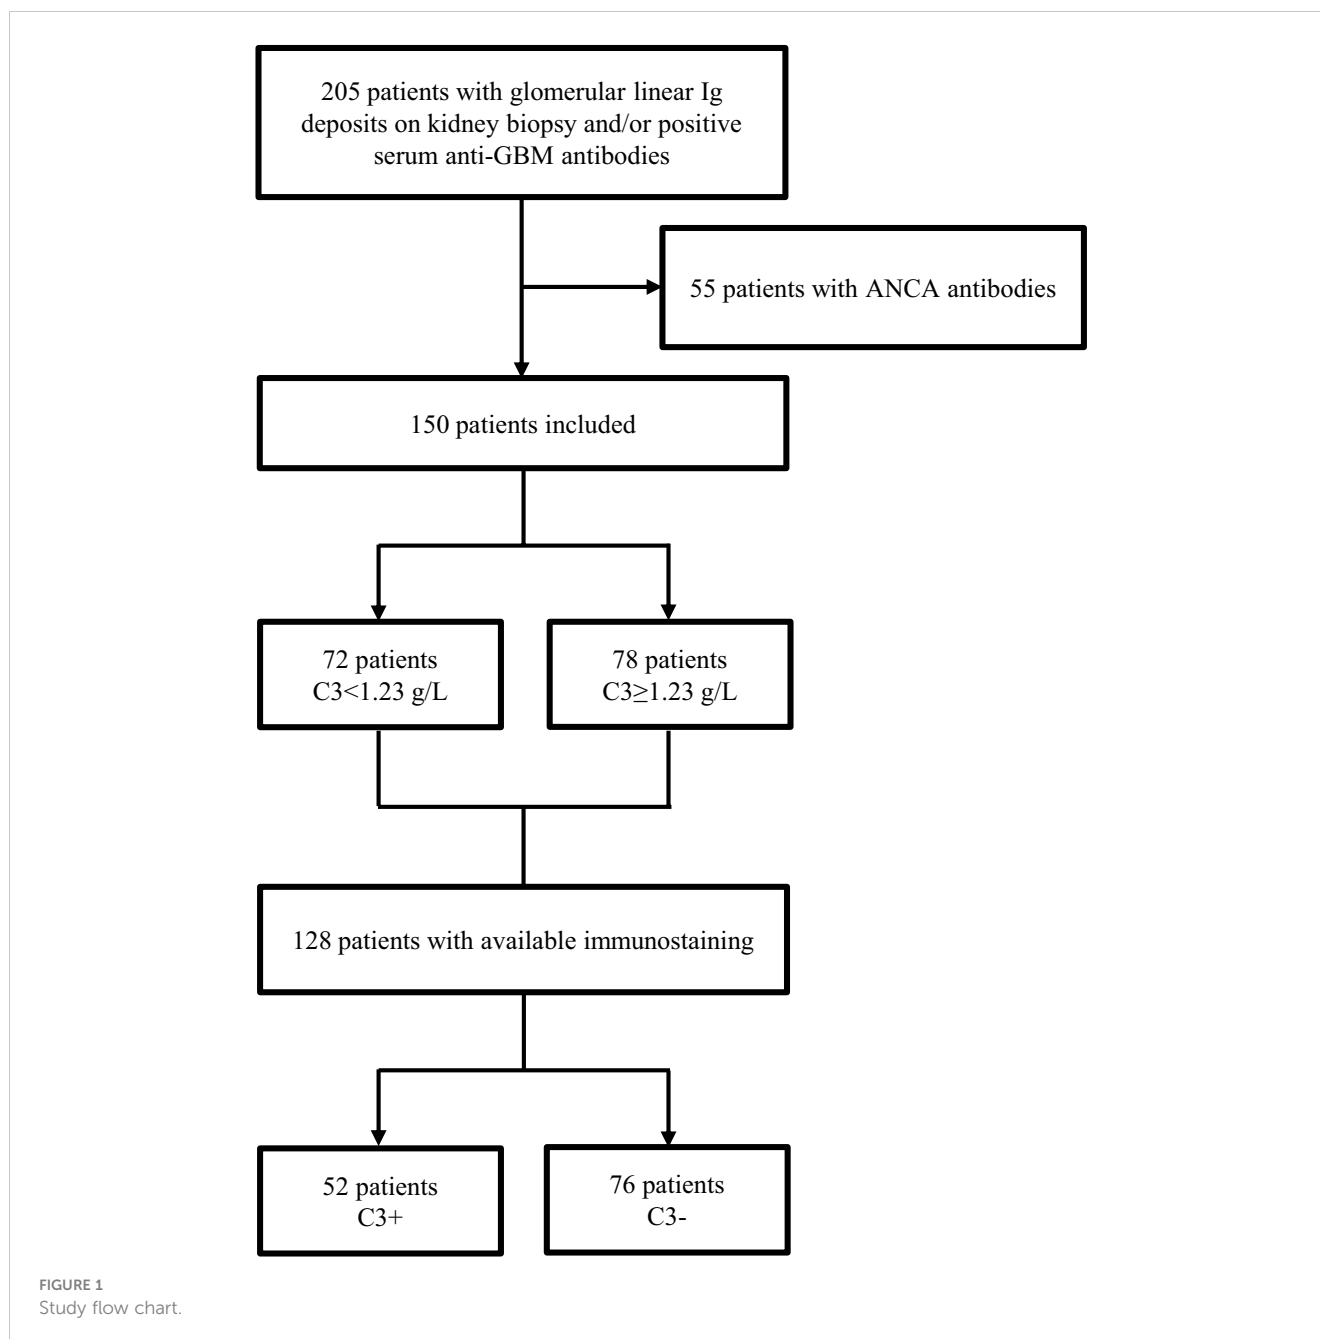 205 patients with glomerular linear Ig
deposits on kidney biopsy and/or positive
serum anti-GBM antibodies
55 patients with ANCA antibodies
150 patients included
72 patients
C3<1.23 g/L
78 patients
C3≥1.23 g/L
128 patients with available immunostaining
52 patients
C3+
76 patients
C3-
FIGURE 1
Study flow chart.